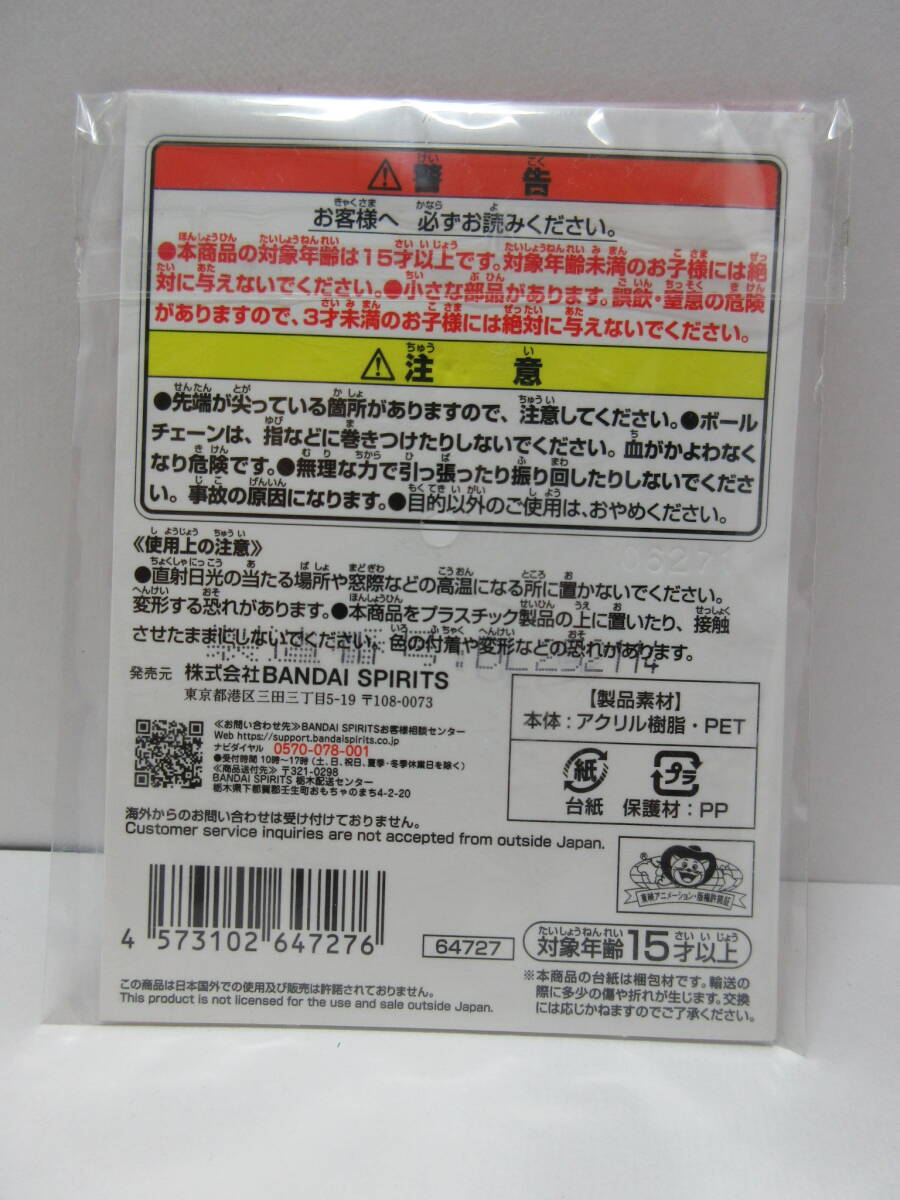 警告
お客様へ 必ずお読みください。
●本商品の対象年齢は15才以上です。対象年齢未満のお子様には絶
対に与えないでください。●小さな部品があります。誤飲・窒息の危険
がありますので、3才未満のお子様には絶対に与えないでください。
注意
●先端が尖っている箇所がありますので、注意してください。●ボール
チェーンは、指などに巻きつけたりしないでください。血がかよわなく
なり危険です。●無理な力で引っ張ったり振り回したりしないでくださ
い。事故の原因になります。●目的以外のご使用は、おやめください。
《使用上の注意》
●直射日光の当たる場所や窓際などの高温になる所に置かないでください。
変形する恐れがあります。●本商品をプラスチック製品の上に置いたり、接触
させたままにしないでください。色の付着や変形などの恐れがあります。
発売元 株式会社BANDAI SPIRITS
東京都港区三田三丁目5-19 〒108-0073
≪お問い合わせ先≫BANDAI SPIRITSお客様相談センター
Web https://support.bandaispirits.co.jp
ナビダイヤル 0570-078-001
●受付時間 10時〜17時(土、日、祝日、夏季・冬季休業日を除く)
≪商品送付先≫〒321-0298
BANDAI SPIRITS 栃木配送センター
栃木県下都賀郡壬生町おもちゃのまち4-2-20
【製品素材】
本体:アクリル樹脂・PET
紙
台紙
プラ
保護材:PP
海外からのお問い合わせは受け付けておりません。
Customer service inquiries are not accepted from outside Japan.
東映アニメーション・版権許諾証
4 573102 647276
64727
対象年齢15才以上
この商品は日本国外での使用及び販売は許諾されておりません。
This product is not licensed for the use and sale outside Japan.
※本商品の台紙は梱包材です。輸送の
際に多少の傷や折れが生じます。交換
には応じかねますのでご了承ください。